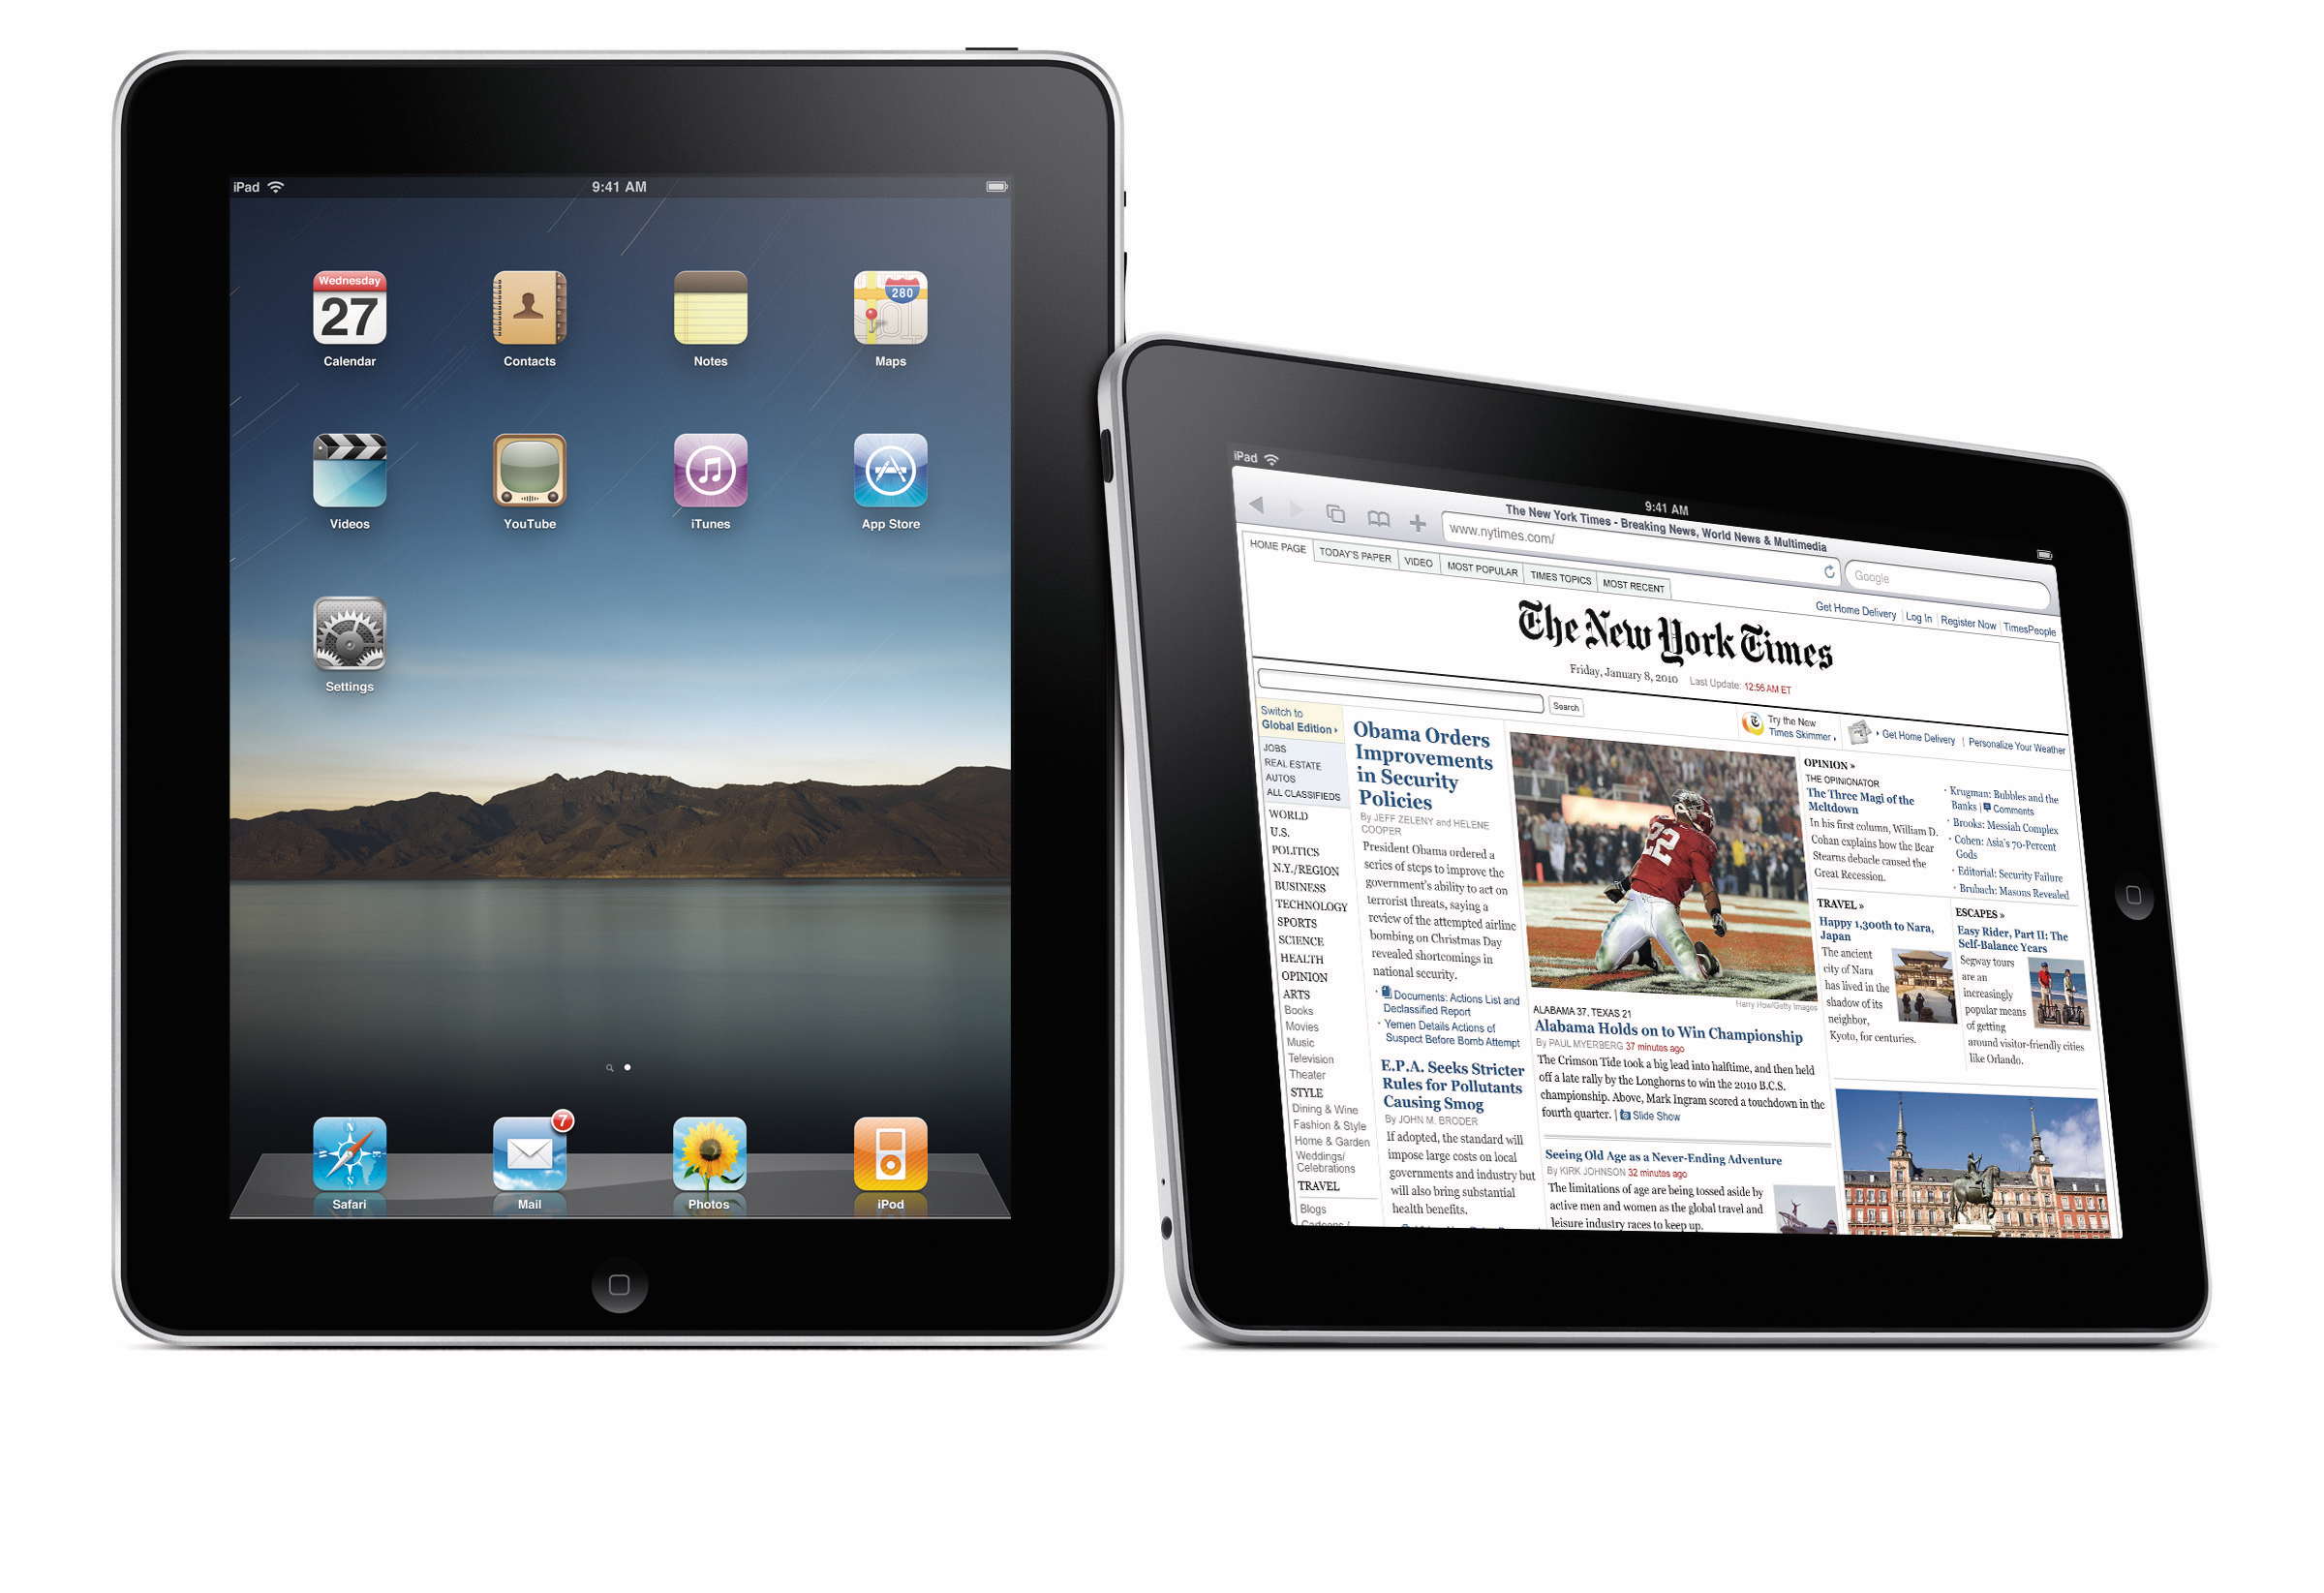 iPad
9:41 AM
Wednesday
27
280
Calendar
Contacts
Notes
Maps
Videos
YouTube
iTunes
App Store
Settings
7
Safari
Mail
Photos
iPod
iPad
9:41 AM
The New York Times - Breaking News, World News & Multimedia
www.nytimes.com/
Google
HOME PAGE
TODAY'S PAPER
VIDEO
MOST POPULAR
TIMES TOPICS
MOST RECENT
Get Home Delivery
Log In
Register Now
TimesPeople
The New York Times
Friday, January 8, 2010
Last Update: 12:56 AM ET
Search
Try the New
Times Skimmer
Get Home Delivery
Personalize Your Weather
Switch to
Global Edition
JOBS
REAL ESTATE
AUTOS
ALL CLASSIFIEDS
WORLD
U.S.
POLITICS
N.Y./REGION
BUSINESS
TECHNOLOGY
SPORTS
SCIENCE
HEALTH
OPINION
ARTS
Books
Movies
Music
Television
Theater
STYLE
Dining & Wine
Fashion & Style
Home & Garden
Weddings/
Celebrations
TRAVEL
Blogs
Cartoons /
Obama Orders
Improvements
in Security
Policies
By JEFF ZELENY and HELENE
COOPER
President Obama ordered a
series of steps to improve the
government's ability to act on
terrorist threats, saying a
review of the attempted airline
bombing on Christmas Day
revealed shortcomings in
national security.
Documents: Actions List and
Declassified Report
Yemen Details Actions of
Suspect Before Bomb Attempt
E.P.A. Seeks Stricter
Rules for Pollutants
Causing Smog
By JOHN M. BRODER
If adopted, the standard will
impose large costs on local
governments and industry but
will also bring substantial
health benefits.
22
Harry How/Getty Images
ALABAMA 37, TEXAS 21
Alabama Holds on to Win Championship
By PAUL MYERBERG 37 minutes ago
The Crimson Tide took a big lead into halftime, and then held
off a late rally by the Longhorns to win the 2010 B.C.S.
championship. Above, Mark Ingram scored a touchdown in the
fourth quarter. | Slide Show
Seeing Old Age as a Never-Ending Adventure
By KIRK JOHNSON 32 minutes ago
The limitations of age are being tossed aside by
active men and women as the global travel and
leisure industry races to keep up.
OPINION »
THE OPINIONATOR
The Three Magi of the
Meltdown
In his first column, William D.
Cohan explains how the Bear
Stearns debacle caused the
Great Recession.
Krugman: Bubbles and the
Banks | Comments
Brooks: Messiah Complex
Cohen: Asia's 70-Percent
Gods
Editorial: Security Failure
Brubach: Masons Revealed
TRAVEL »
Happy 1,300th to Nara,
Japan
The ancient
city of Nara
has lived in the
shadow of its
neighbor,
Kyoto, for centuries.
ESCAPES »
Easy Rider, Part II: The
Self-Balance Years
Segway tours
are an
increasingly
popular means
of getting
around visitor-friendly cities
like Orlando.